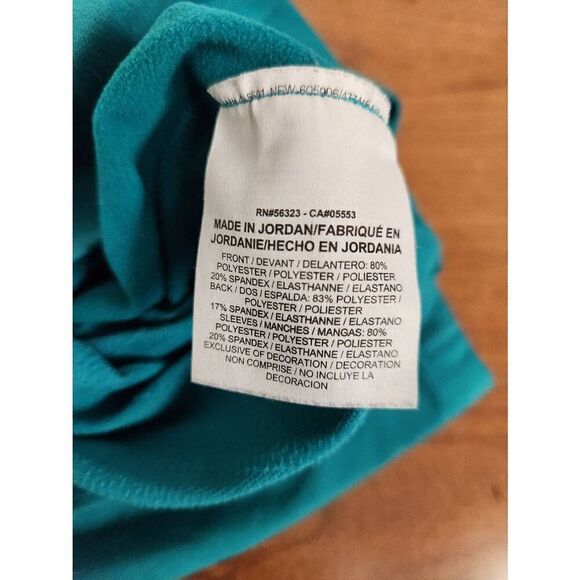 NEW 605906/
RN#56323 - CA#05553
MADE IN JORDAN/FABRIQUÉ EN
JORDANIE/HECHO EN JORDANIA
FRONT / DEVANT / DELANTERO: 80%
POLYESTER / POLYESTER / POLIESTER
20% SPANDEX / ELASTHANNE / ELASTANO
BACK / DOS / ESPALDA: 83% POLYESTER /
POLYESTER / POLIESTER
17% SPANDEX / ELASTHANNE / ELASTANO
SLEEVES / MANCHES / MANGAS: 80%
POLYESTER / POLYESTER / POLIESTER
20% SPANDEX / ELASTHANNE / ELASTANO
EXCLUSIVE OF DECORATION / DECORATION
NON COMPRISE / NO INCLUYE LA
DECORACION